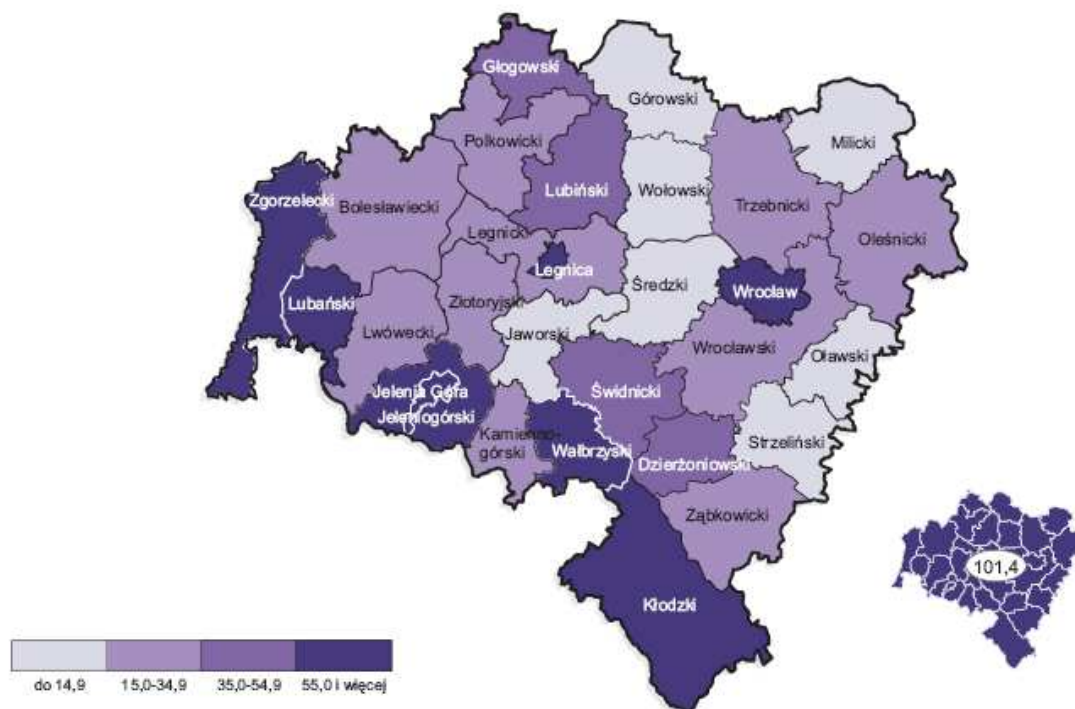 Głogowski
Górowski
Polkowicki
Milicki
Lubiński
Wołowski
Zgorzelecki
Bolesławiecki
Trzebnicki
Legnicki
Oleśnicki
Legnica
Lubański
Złotoryjski
Średzki
Wrocław
Lwówecki
Jaworski
Wrocławski
Oławski
Jelenia Góra
Świdnicki
Jeleniogórski
Kamienno-
górski
Wałbrzyski
Dzierżoniowski
Strzeliński
Ząbkowicki
101,4
Kłodzki
do 14,9 15,0-34,9 35,0-54,9 55,0 i więcej